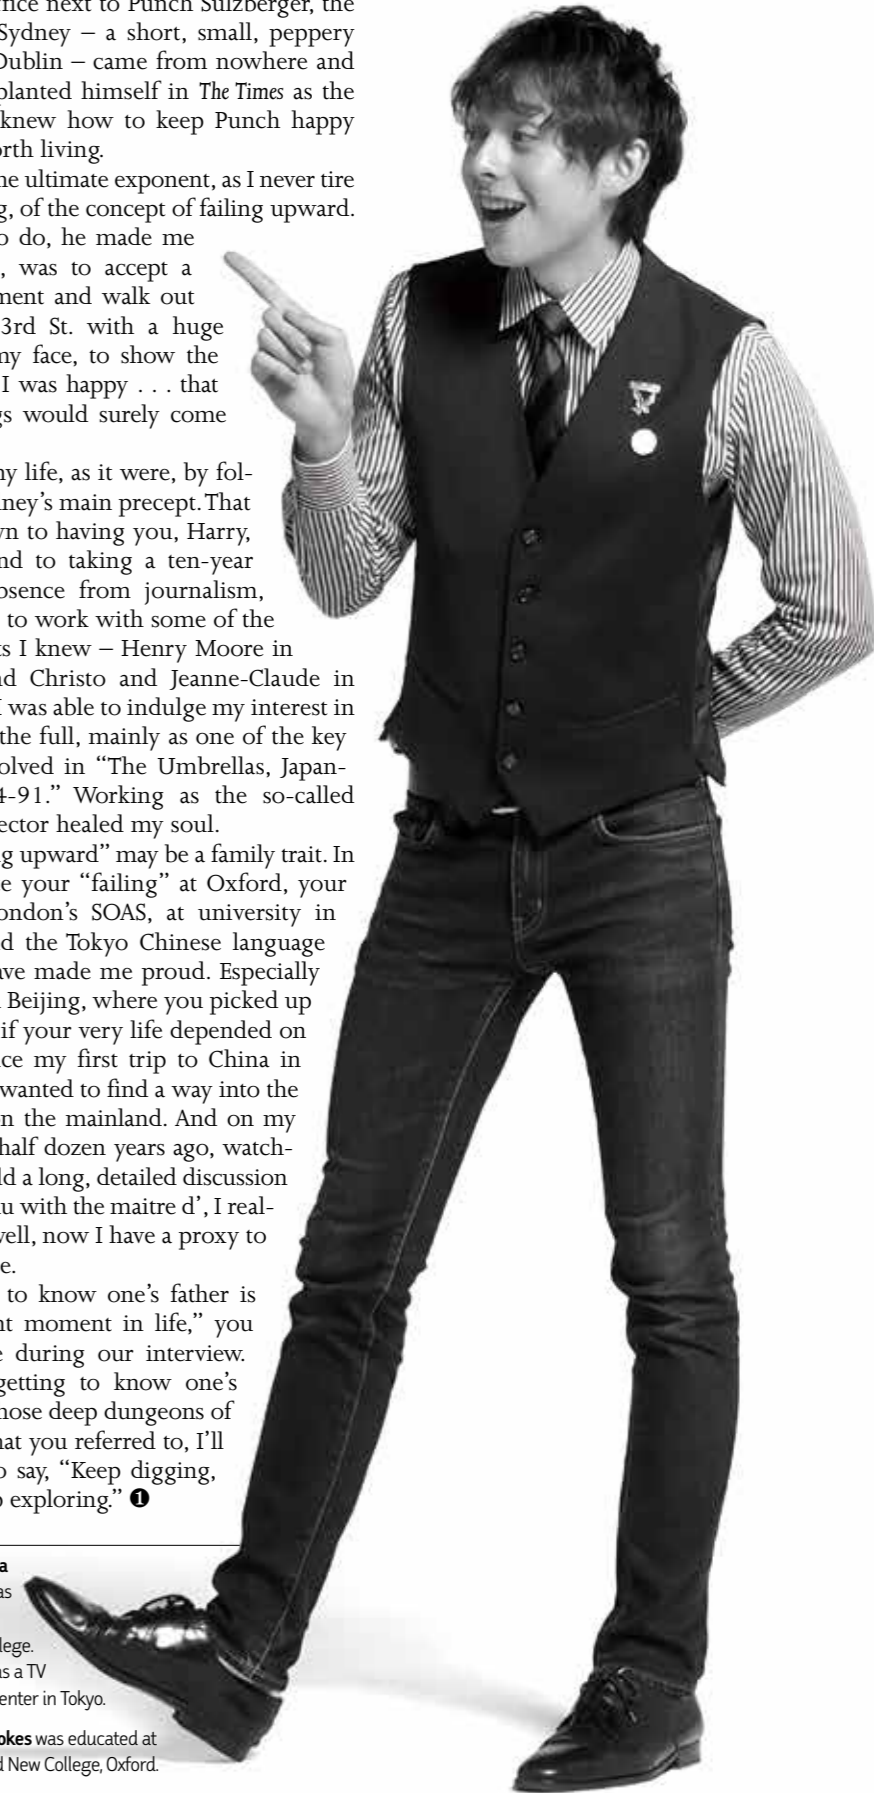 ffice next to Punch Sulzberger, the
Sydney – a short, small, peppery
Dublin – came from nowhere and
planted himself in The Times as the
knew how to keep Punch happy
orth living.
he ultimate exponent, as I never tire
g, of the concept of failing upward.
o do, he made me
, was to accept a
ment and walk out
3rd St. with a huge
my face, to show the
I was happy . . . that
gs would surely come
ny life, as it were, by fol-
ney's main precept. That
wn to having you, Harry,
nd to taking a ten-year
bsence from journalism,
to work with some of the
ts I knew – Henry Moore in
nd Christo and Jeanne-Claude in
I was able to indulge my interest in
the full, mainly as one of the key
olved in “The Umbrellas, Japan-
4-91.” Working as the so-called
ector healed my soul.
g upward” may be a family trait. In
e your “failing” at Oxford, your
ondon’s SOAS, at university in
d the Tokyo Chinese language
ave made me proud. Especially
Beijing, where you picked up
if your very life depended on
ce my first trip to China in
wanted to find a way into the
n the mainland. And on my
half dozen years ago, watch-
ld a long, detailed discussion
u with the maitre d’, I real-
well, now I have a proxy to
e.
to know one’s father is
nt moment in life,” you
e during our interview.
getting to know one’s
hose deep dungeons of
hat you referred to, I’ll
o say, “Keep digging,
p exploring.” ❶
a
as
lege.
as a TV
enter in Tokyo.
okes was educated at
d New College, Oxford.